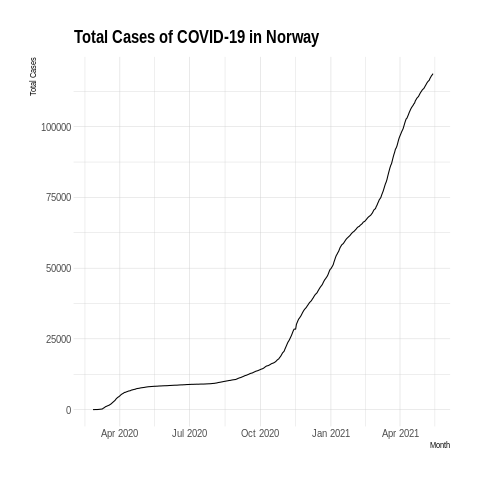 Total Cases of COVID-19 in Norway
Total Cases
100000
75000
50000
25000
0
Apr 2020 Jul 2020 Oct 2020 Jan 2021 Apr 2021
Month